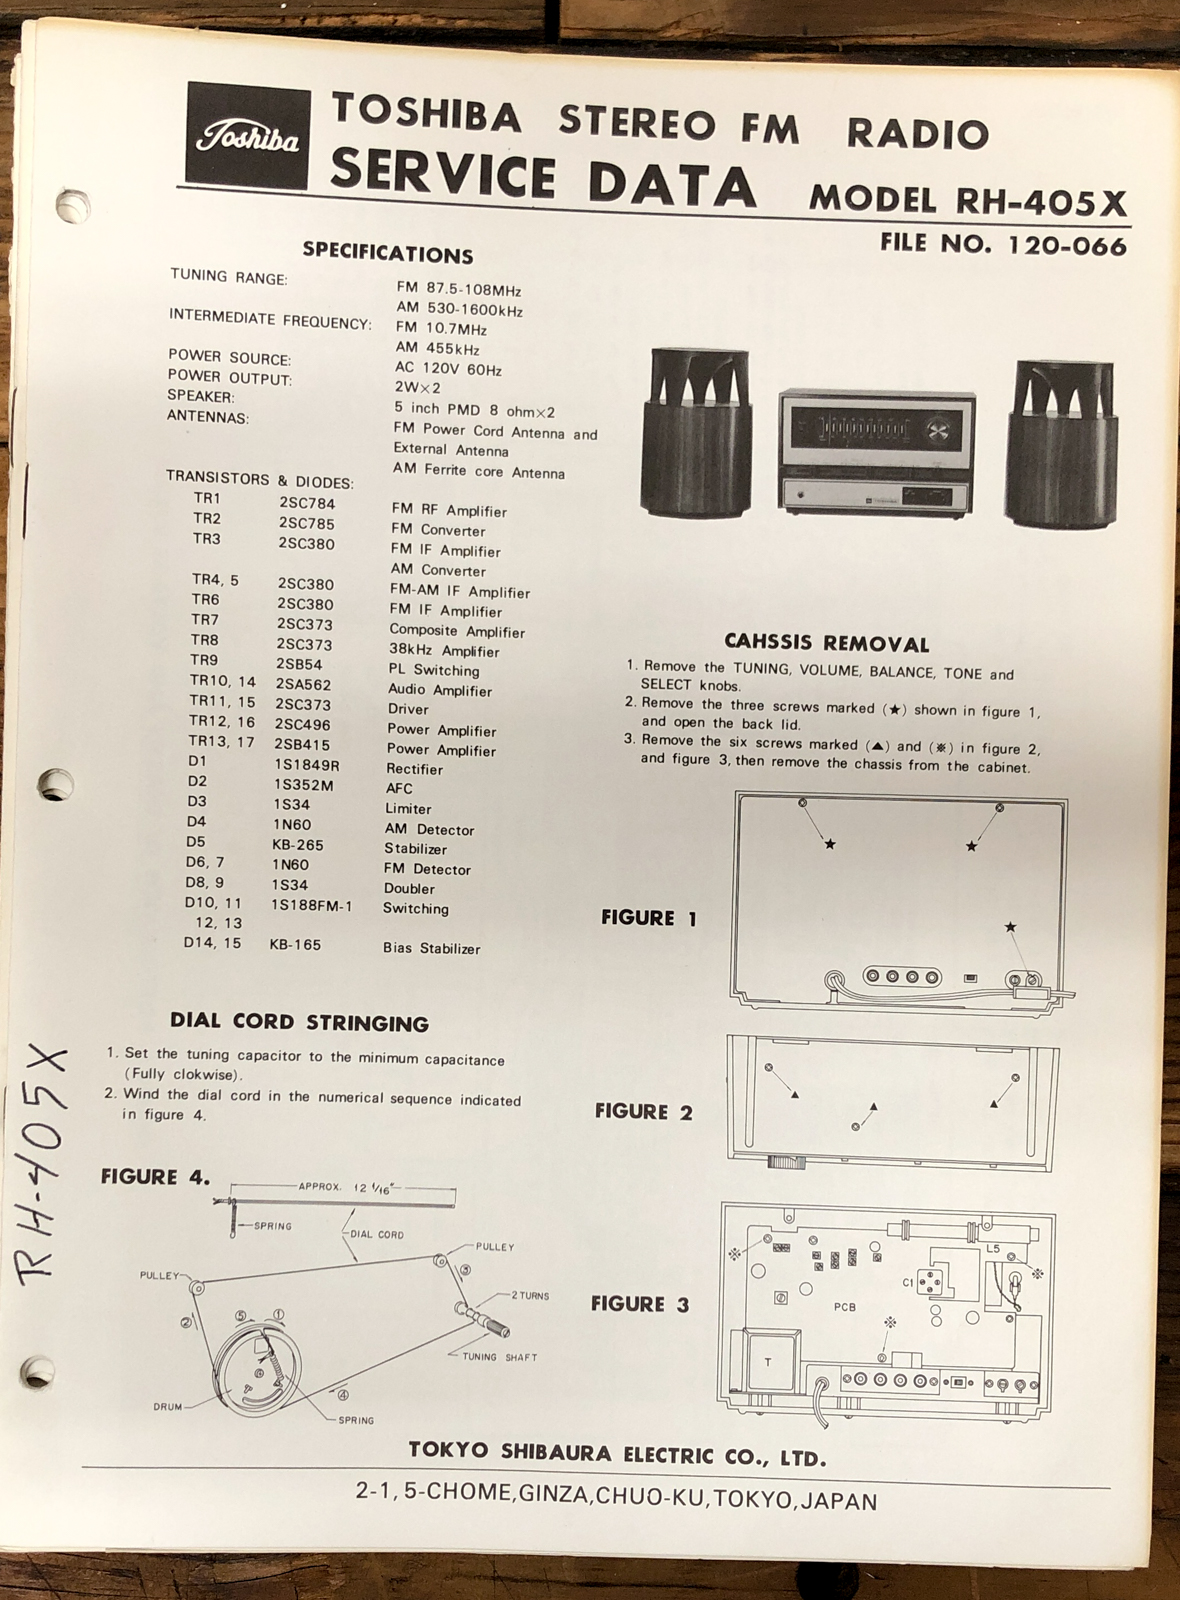 Toshiba
TOSHIBA STEREO FM RADIO
SERVICE DATA MODEL RH-405X
FILE NO. 120-066
SPECIFICATIONS
TUNING RANGE: FM 87.5-108MHz
AM 530-1600kHz
INTERMEDIATE FREQUENCY: FM 10.7MHz
AM 455kHz
POWER SOURCE: AC 120V 60Hz
POWER OUTPUT: 2W×2
SPEAKER: 5 inch PMD 8 ohm×2
ANTENNAS: FM Power Cord Antenna and
External Antenna
AM Ferrite core Antenna
TRANSISTORS & DIODES:
TR1 2SC784 FM RF Amplifier
TR2 2SC785 FM Converter
TR3 2SC380 FM IF Amplifier
AM Converter
TR4, 5 2SC380 FM-AM IF Amplifier
TR6 2SC380 FM IF Amplifier
TR7 2SC373 Composite Amplifier
TR8 2SC373 38kHz Amplifier
TR9 2SB54 PL Switching
TR10, 14 2SA562 Audio Amplifier
TR11, 15 2SC373 Driver
TR12, 16 2SC496 Power Amplifier
TR13, 17 2SB415 Power Amplifier
D1 1S1849R Rectifier
D2 1S352M AFC
D3 1S34 Limiter
D4 1N60 AM Detector
D5 KB-265 Stabilizer
D6, 7 1N60 FM Detector
D8, 9 1S34 Doubler
D10, 11 1S188FM-1 Switching
12, 13
D14, 15 KB-165 Bias Stabilizer
DIAL CORD STRINGING
1. Set the tuning capacitor to the minimum capacitance
(Fully clokwise).
2. Wind the dial cord in the numerical sequence indicated
in figure 4.
FIGURE 4.
APPROX. 12 1/16"
SPRING
DIAL CORD
PULLEY
PULLEY
③
2 TURNS
②
⑤ ①
TUNING SHAFT
④
DRUM
SPRING
CAHSSIS REMOVAL
1. Remove the TUNING, VOLUME, BALANCE, TONE and
SELECT knobs.
2. Remove the three screws marked (★) shown in figure 1,
and open the back lid.
3. Remove the six screws marked (▲) and (※) in figure 2,
and figure 3, then remove the chassis from the cabinet.
FIGURE 1
FIGURE 2
FIGURE 3
L5
C1
PCB
T
RH-405X
TOKYO SHIBAURA ELECTRIC CO., LTD.
2-1, 5-CHOME,GINZA,CHUO-KU,TOKYO,JAPAN